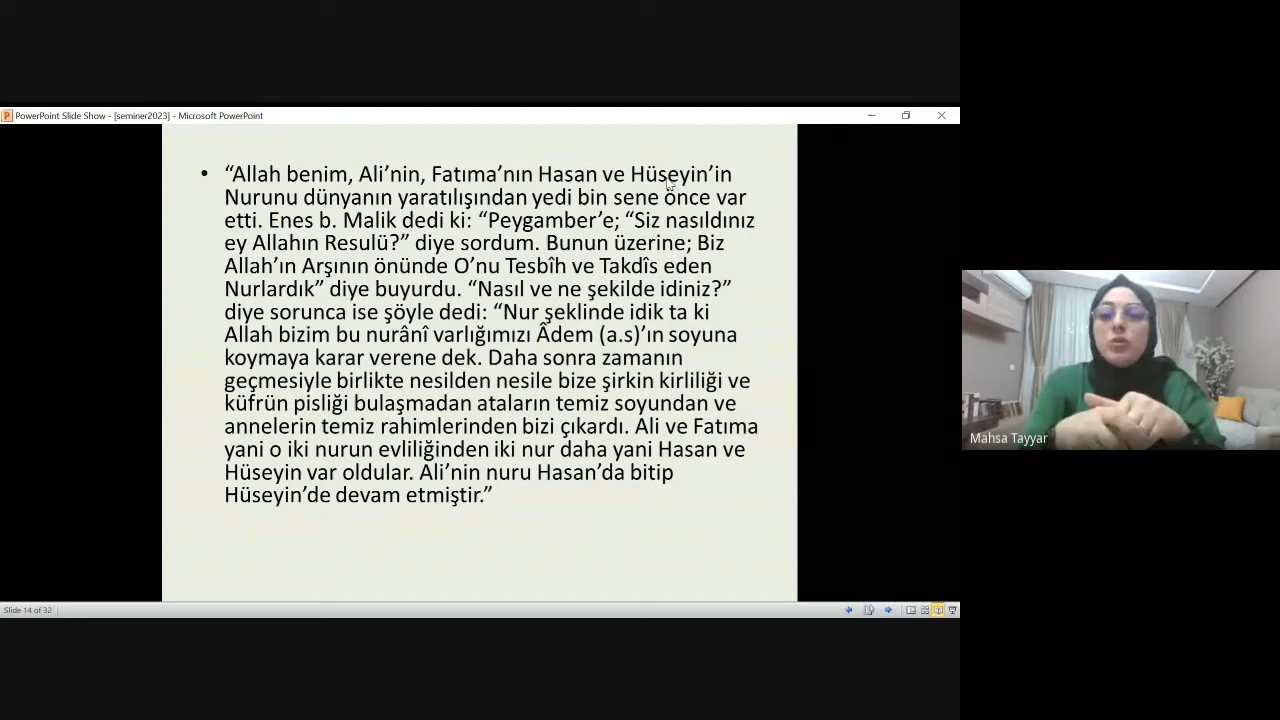 PowerPoint Slide Show - [seminer2023] - Microsoft PowerPoint
• “Allah benim, Ali’nin, Fatıma’nın Hasan ve Hüseyin’in
Nurunu dünyanın yaratılışından yedi bin sene önce var
etti. Enes b. Malik dedi ki: “Peygamber’e; “Siz nasıldınız
ey Allahın Resulü?” diye sordum. Bunun üzerine; Biz
Allah’ın Arşının önünde O’nu Tesbîh ve Takdîs eden
Nurlardık” diye buyurdu. “Nasıl ve ne şekilde idiniz?”
diye sorunca ise şöyle dedi: “Nur şeklinde idik ta ki
Allah bizim bu nurânî varlığımızı Âdem (a.s)’ın soyuna
koymaya karar verene dek. Daha sonra zamanın
geçmesiyle birlikte nesilden nesile bize şirkin kirliliği ve
küfrün pisliği bulaşmadan ataların temiz soyundan ve
annelerin temiz rahimlerinden bizi çıkardı. Ali ve Fatıma
yani o iki nurun evliliğinden iki nur daha yani Hasan ve
Hüseyin var oldular. Ali’nin nuru Hasan’da bitip
Hüseyin’de devam etmiştir.”
Mahsa Tayyar
Slide 14 of 32